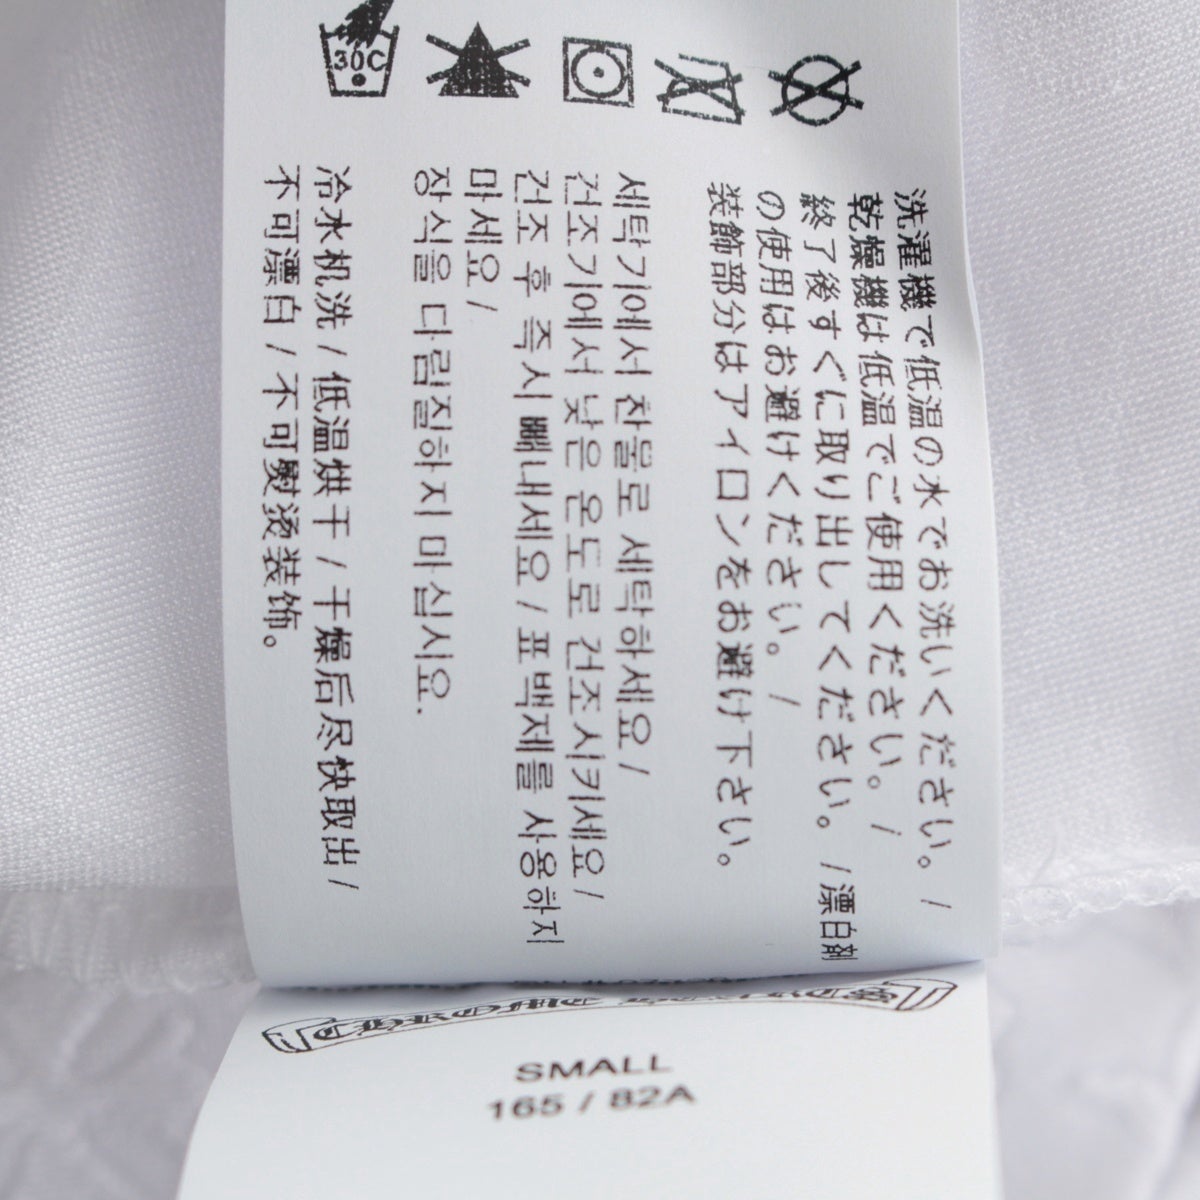 30C
洗濯機で低温の水でお洗いください。 /
乾燥機は低温でご使用ください。 /
終了後すぐに取り出してください。 /漂白剤
の使用はお避けください。 /
装飾部分はアイロンをお避け下さい。
세탁기에서 찬물로 세탁하세요 /
건조기에서 낮은 온도로 건조시키세요 /
건조 후 즉시 빼내세요 / 표백제를 사용하지
마세요 /
장식을 다림질하지 마십시요.
冷水机洗 / 低温烘干 / 干燥后尽快取出 /
不可漂白 / 不可熨烫装饰。
CHROME HEARTS
SMALL
165 / 82A